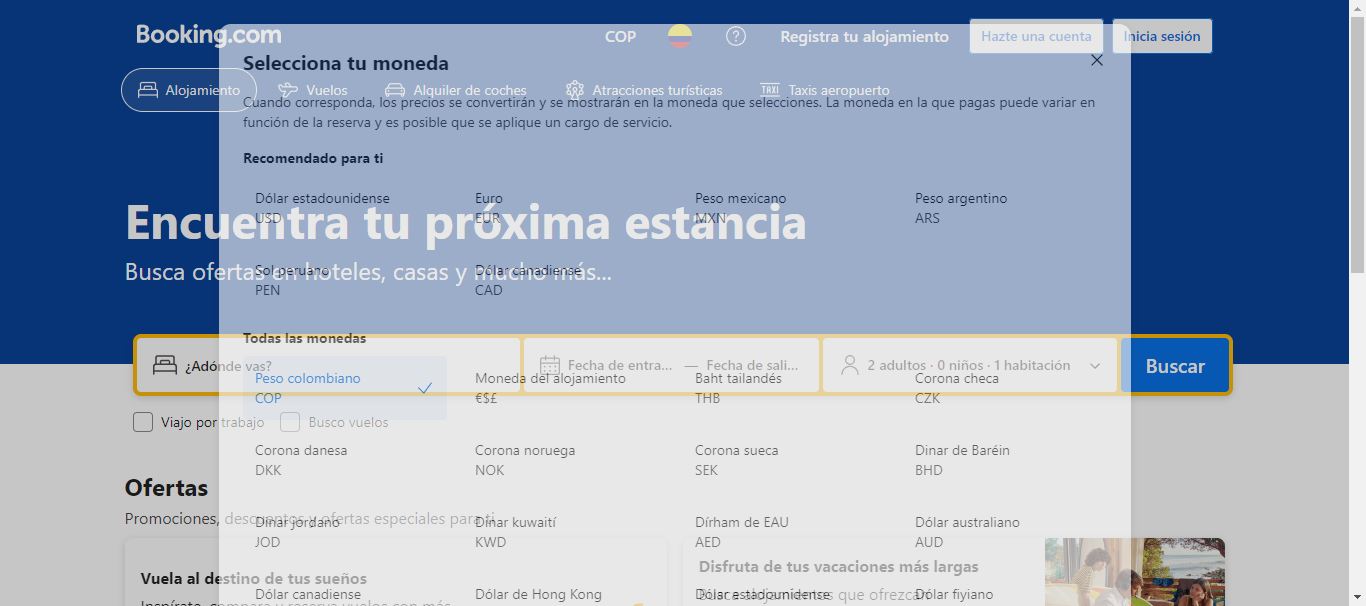 Booking.com
COP
Registra tu alojamiento
Hazte una cuenta
Inicia sesión
Selecciona tu moneda
Alojamiento
Vuelos
Alquiler de coches
Atracciones turísticas
TAXI
Taxis aeropuerto
Cuando corresponda, los precios se convertirán y se mostrarán en la moneda que selecciones. La moneda en la que pagas puede variar en
función de la reserva y es posible que se aplique un cargo de servicio.
Recomendado para ti
Dólar estadounidense
USD
Euro
EUR
Peso mexicano
MXN
Peso argentino
ARS
Encuentra tu próxima estancia
Busca ofertas en hoteles, casas y mucho más...
Sol peruano
PEN
Dólar canadiense
CAD
Todas las monedas
¿Adónde vas?
Fecha de entra... — Fecha de sali...
2 adultos · 0 niños · 1 habitación
Buscar
Peso colombiano
COP
Moneda del alojamiento
€$£
Baht tailandés
THB
Corona checa
CZK
Viajo por trabajo
Busco vuelos
Corona danesa
DKK
Corona noruega
NOK
Corona sueca
SEK
Dinar de Baréin
BHD
Ofertas
Promociones, descuentos y ofertas especiales para ti
Dinar jordano
JOD
Dinar kuwaití
KWD
Dírham de EAU
AED
Dólar australiano
AUD
Vuela al destino de tus sueños
Inspírate, compara y reserva vuelos con más
Disfruta de tus vacaciones más largas
Busca alojamientos que ofrezcan
Dólar canadiense
Dólar de Hong Kong
Dólar estadounidense
Dólar fiyiano